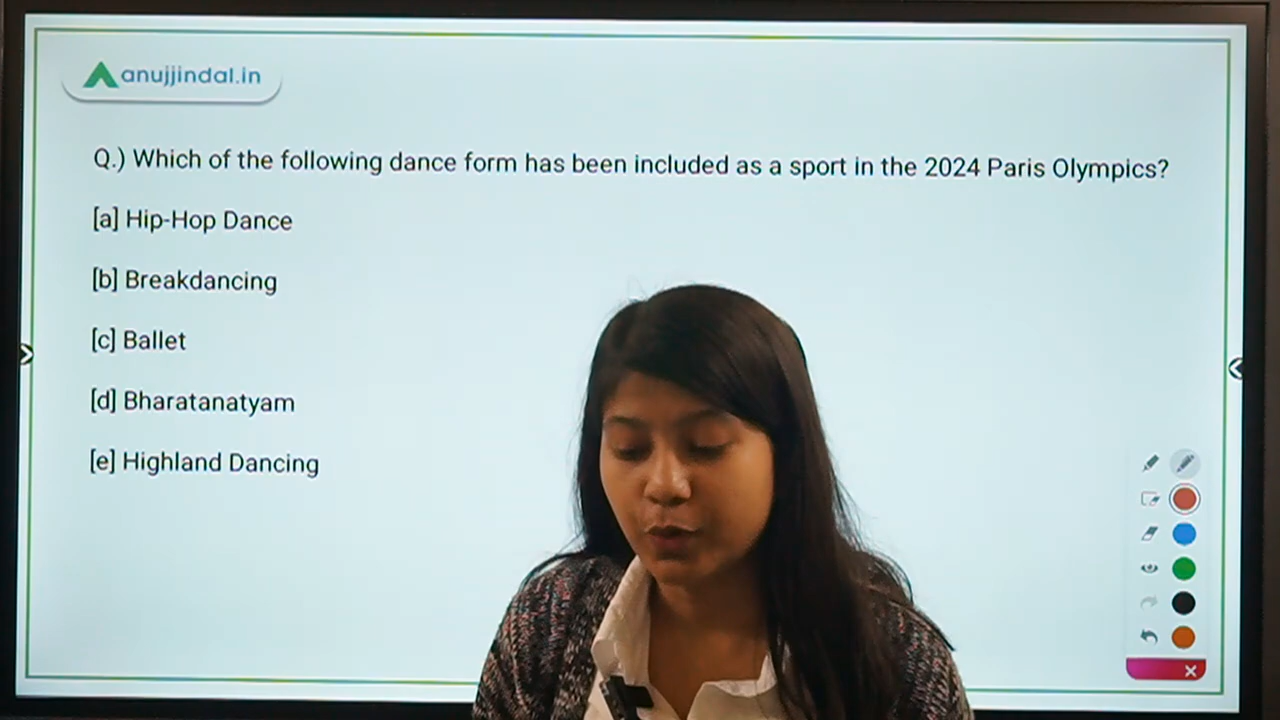 anujjindal.in
Q.) Which of the following dance form has been included as a sport in the 2024 Paris Olympics?
[a] Hip-Hop Dance
[b] Breakdancing
[c] Ballet
[d] Bharatanatyam
[e] Highland Dancing